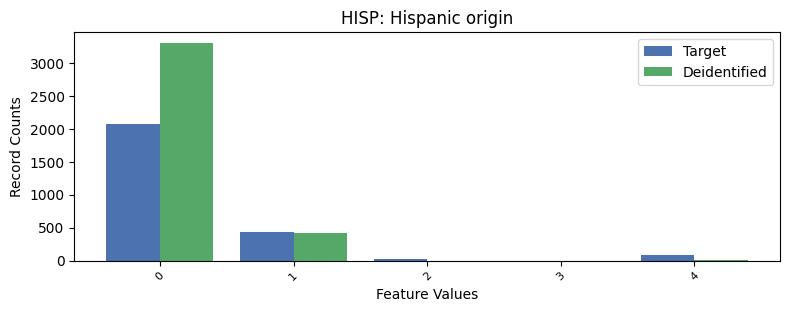 HISP: Hispanic origin
Target
Deidentified
Record Counts
3000
2500
2000
1500
1000
500
0
0 1 2 3 4
Feature Values